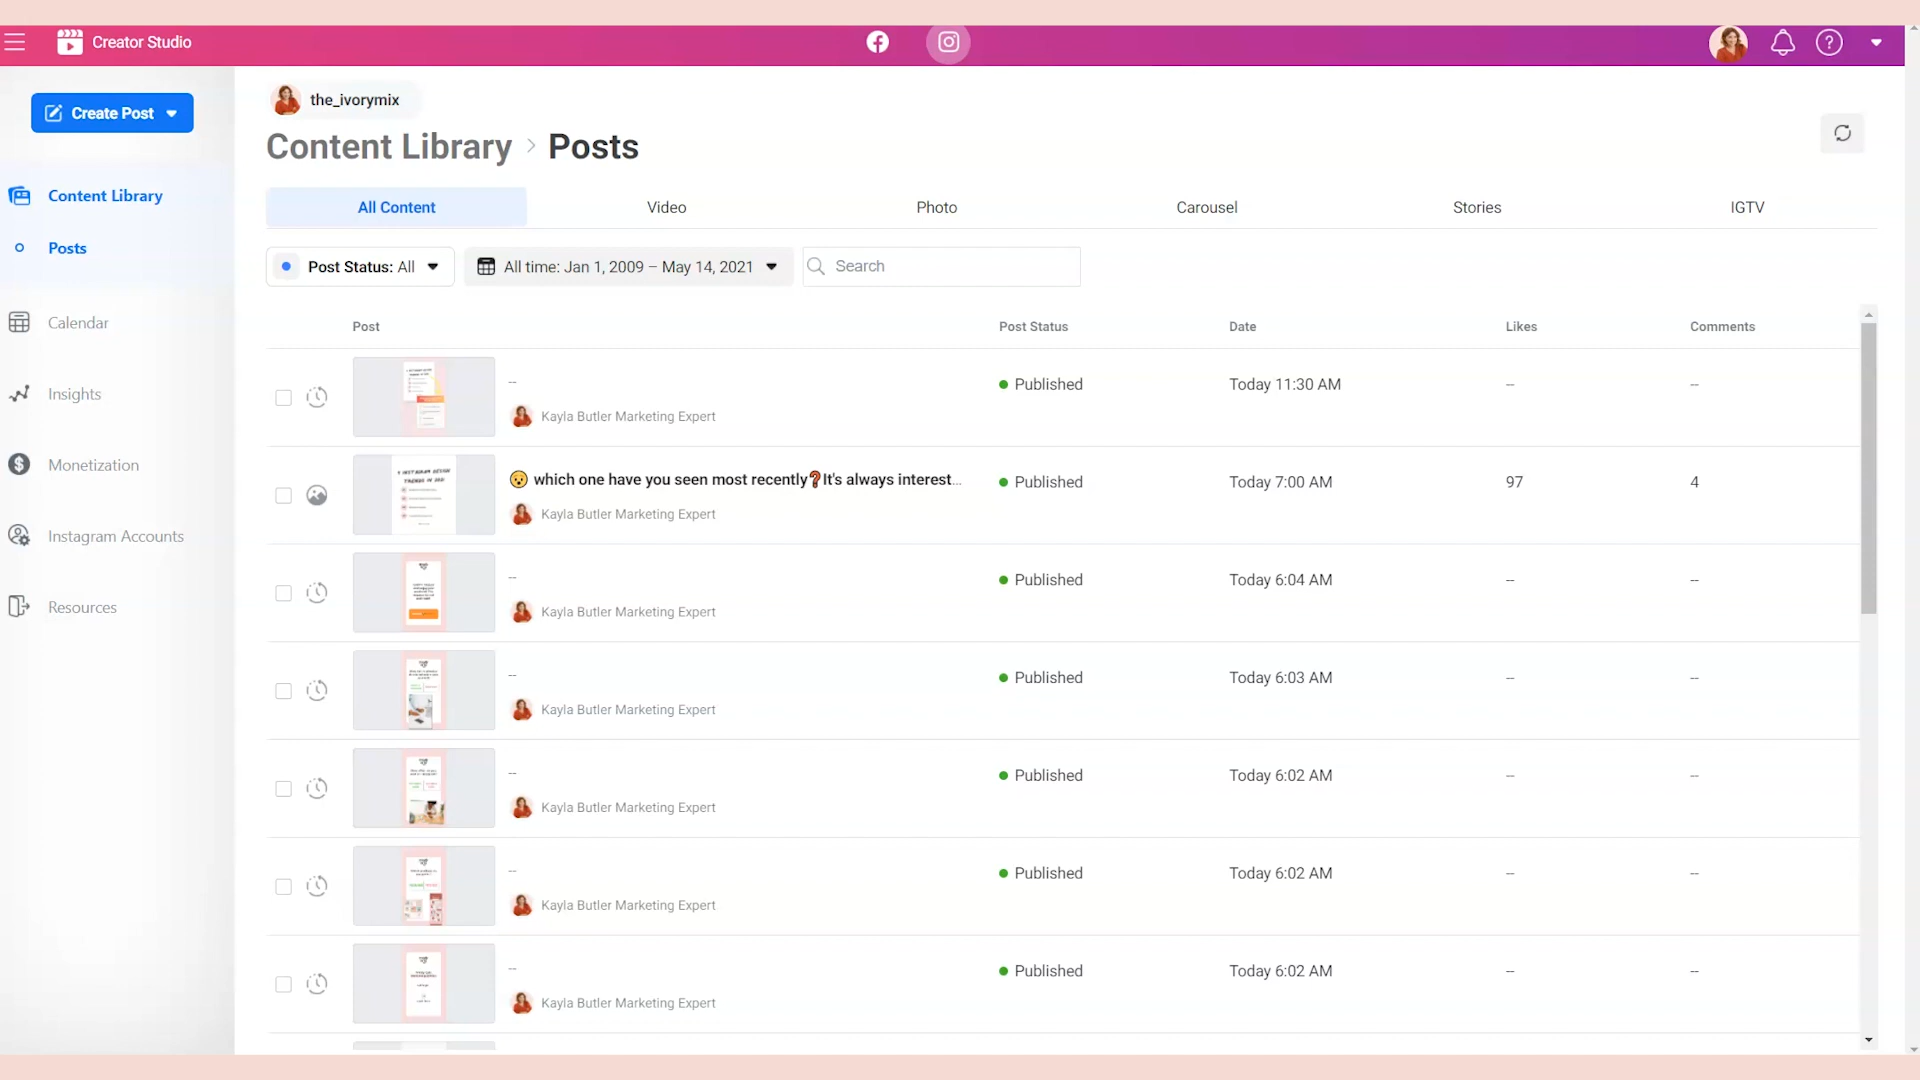 Creator Studio
Create Post
the_ivorymix
Content Library > Posts
Content Library
Posts
Calendar
Insights
Monetization
Instagram Accounts
Resources
All Content Video Photo Carousel Stories IGTV
Post Status: All All time: Jan 1, 2009 – May 14, 2021 Search
Post Post Status Date Likes Comments
-- Published Today 11:30 AM -- --
Kayla Butler Marketing Expert
😮 which one have you seen most recently❓It's always interest... Published Today 7:00 AM 97 4
Kayla Butler Marketing Expert
-- Published Today 6:04 AM -- --
Kayla Butler Marketing Expert
-- Published Today 6:03 AM -- --
Kayla Butler Marketing Expert
-- Published Today 6:02 AM -- --
Kayla Butler Marketing Expert
-- Published Today 6:02 AM -- --
Kayla Butler Marketing Expert
-- Published Today 6:02 AM -- --
Kayla Butler Marketing Expert